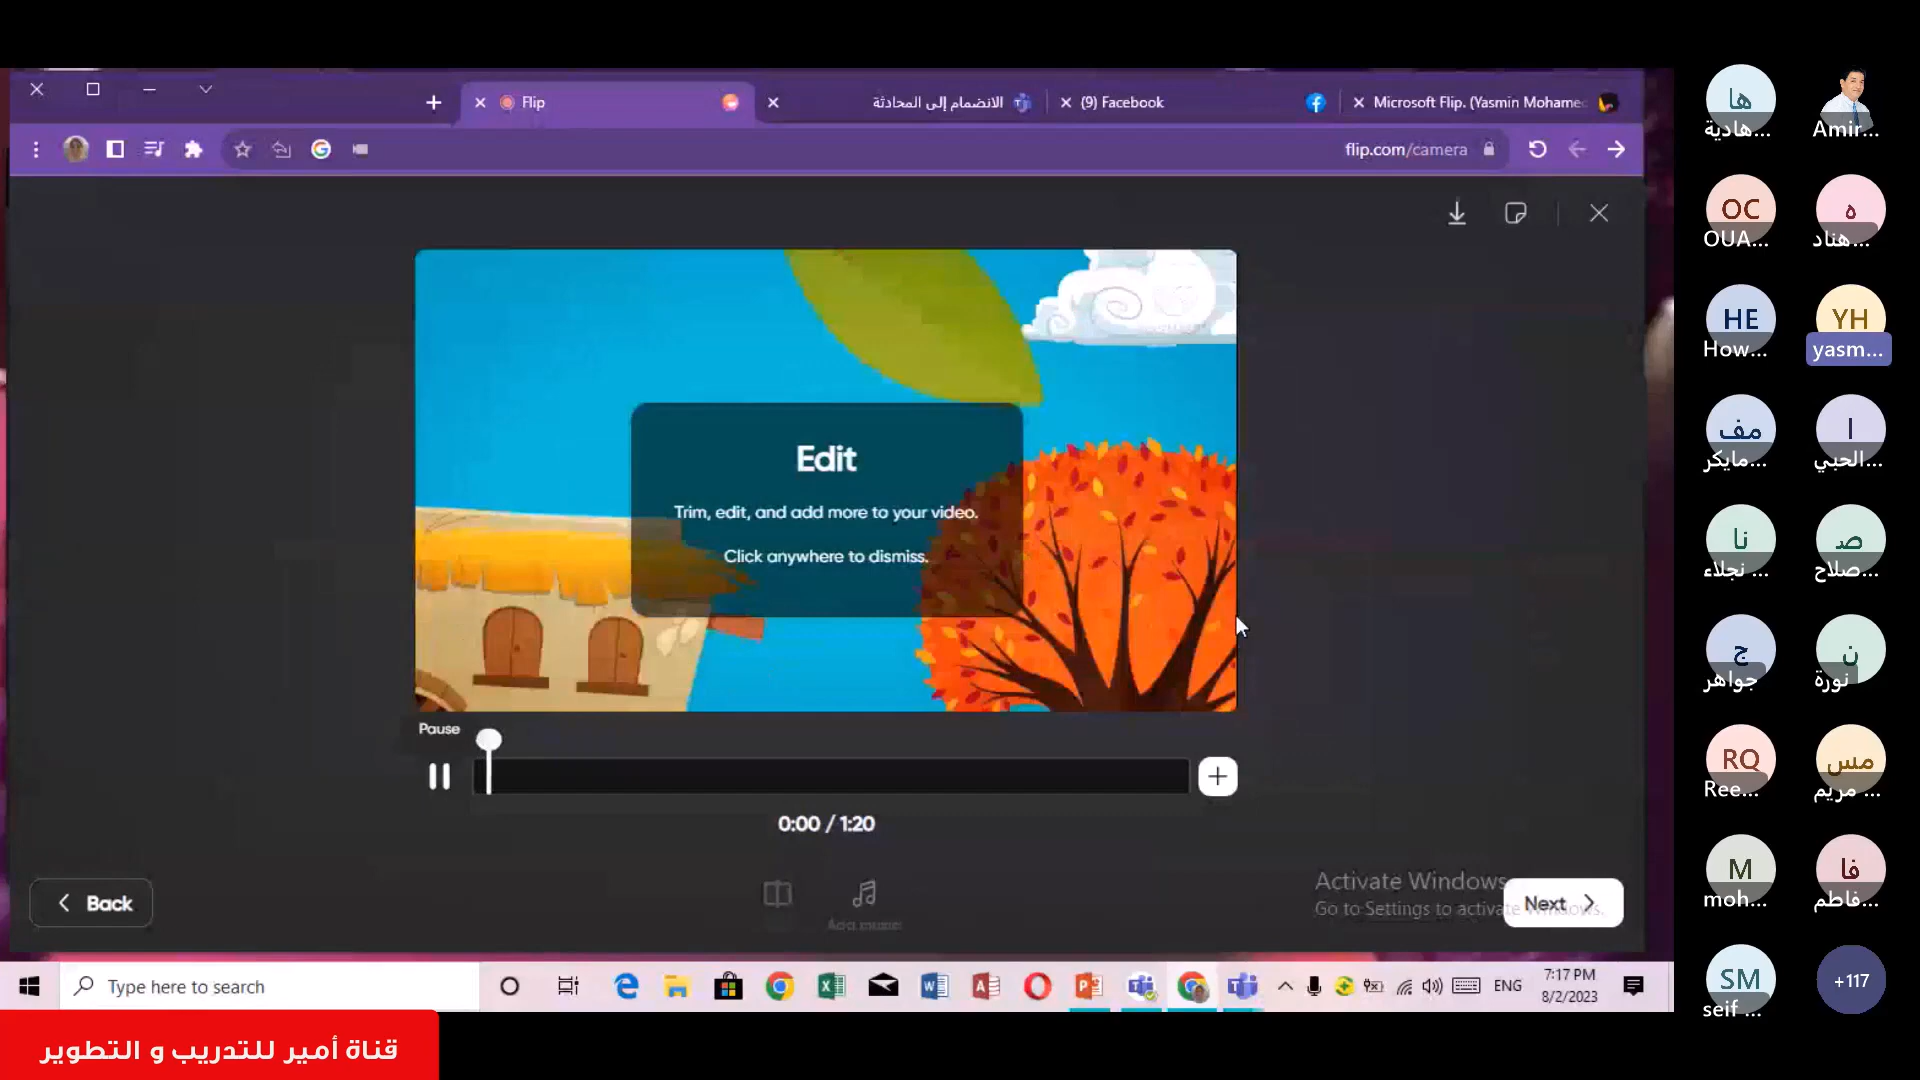 Flip
الانضمام إلى المحادثة
(9) Facebook
Microsoft Flip. (Yasmin Mohame
flip.com/camera
Edit
Trim, edit, and add more to your video.
Click anywhere to dismiss.
Pause
0:00 / 1:20
Back
Add music
Activate Windows
Go to Settings to activate Windows.
Next
Type here to search
ENG
7:17 PM
8/2/2023
قناة أمير للتدريب و التطوير
ها
هادية...
Amir...
OC
OUA...
ه
هناد...
HE
How...
YH
yasm...
مف
مايكر...
ا
الحبي...
نا
نجلاء ...
ص
صلاح...
ج
جواهر
ن
نورة
RQ
Ree...
مس
مريم ...
M
moh...
فا
فاطم...
SM
seif ...
+117